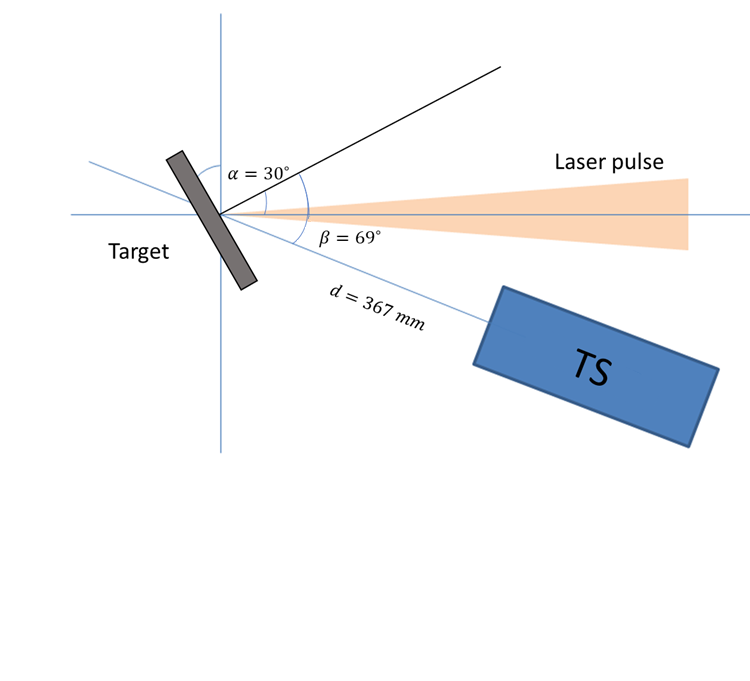 Laser pulse
α = 30°
β = 69°
Target
d = 367 mm
TS